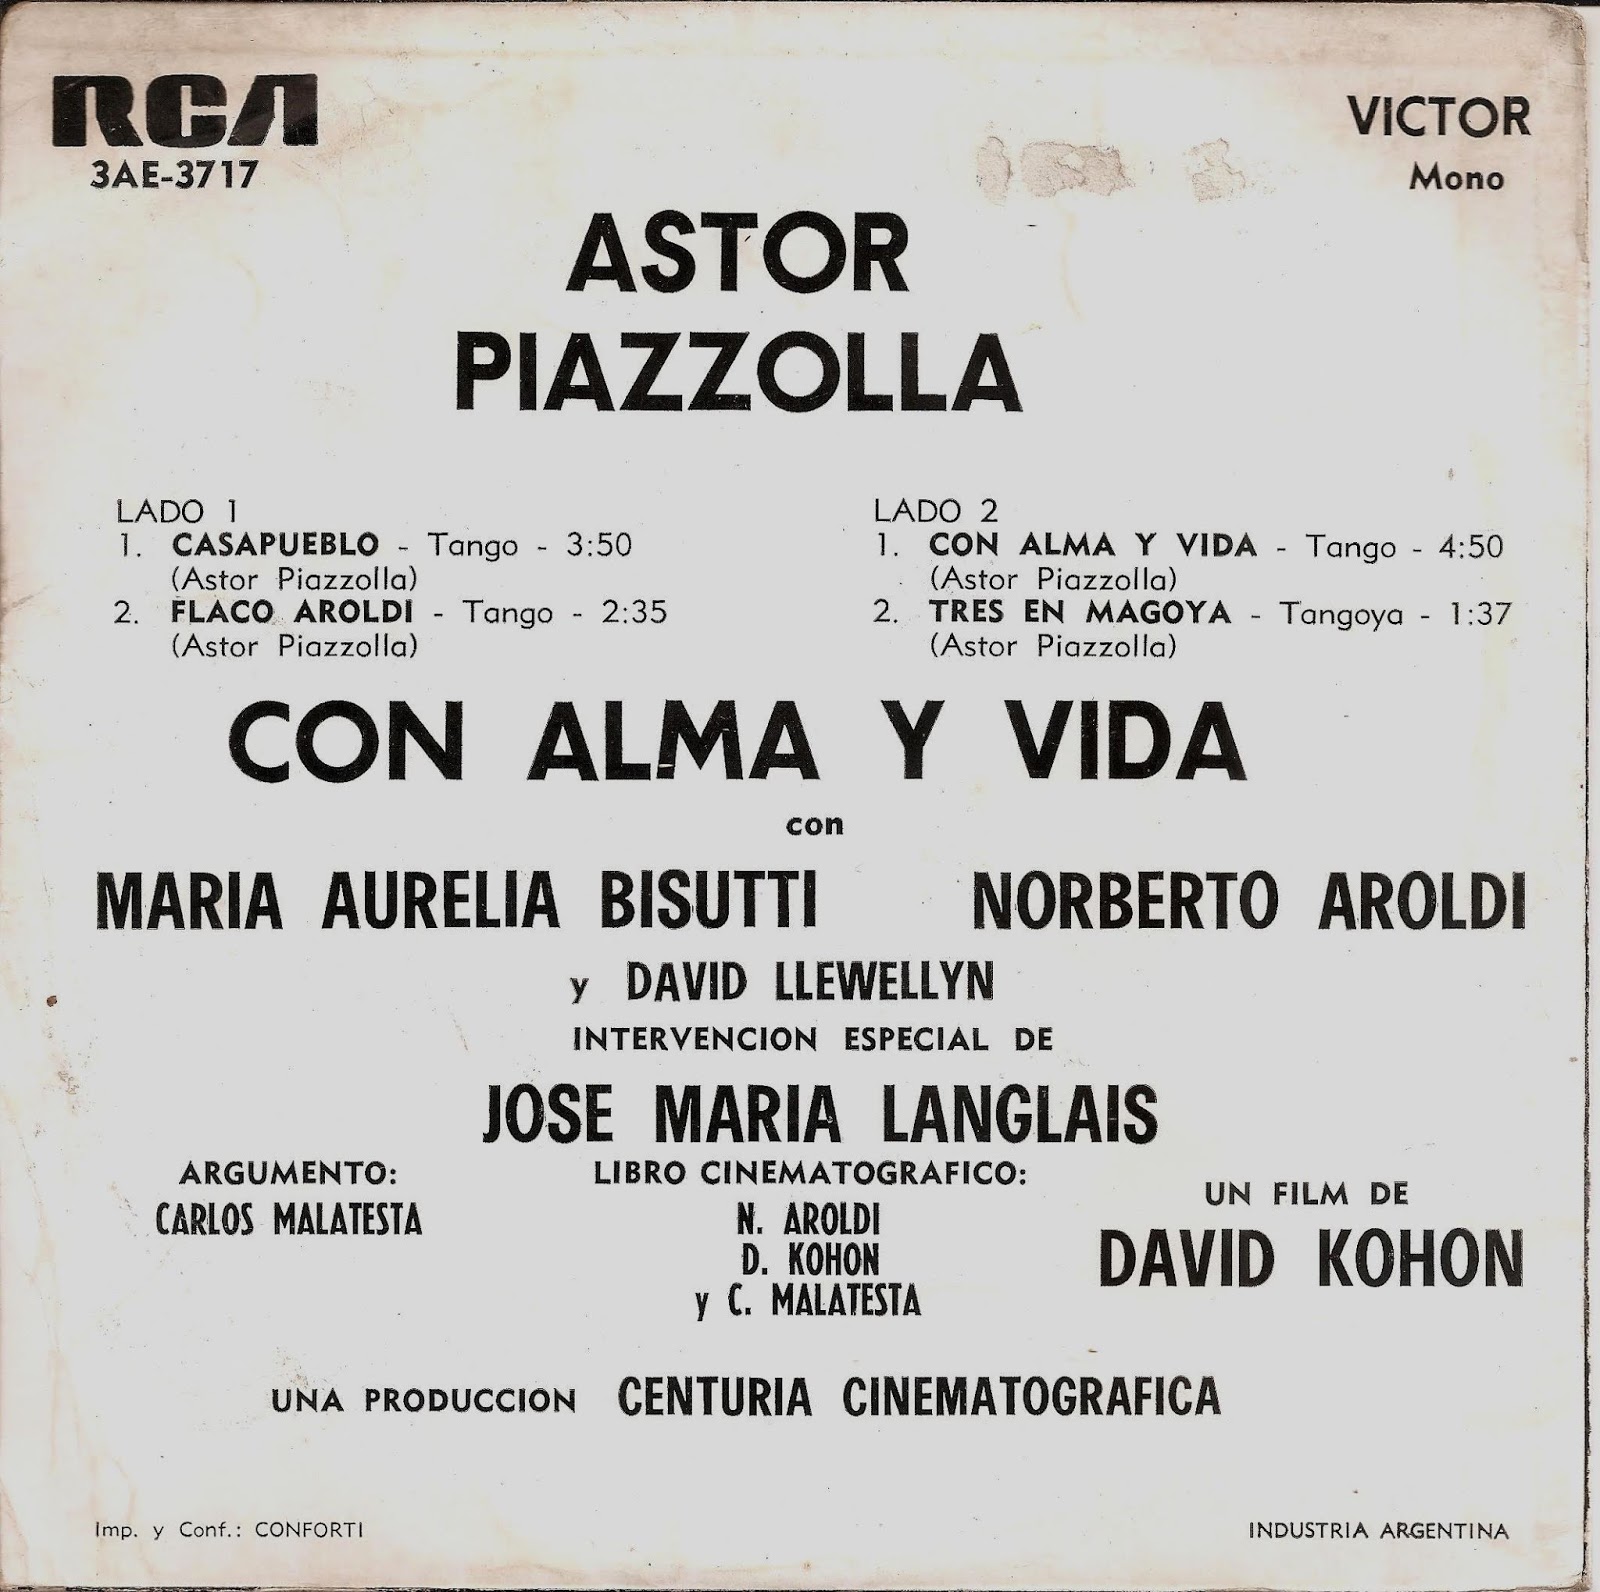 RCA
3AE-3717
VICTOR
Mono
ASTOR
PIAZZOLLA
LADO 1
1. CASAPUEBLO - Tango - 3:50
(Astor Piazzolla)
2. FLACO AROLDI - Tango - 2:35
(Astor Piazzolla)
LADO 2
1. CON ALMA Y VIDA - Tango - 4:50
(Astor Piazzolla)
2. TRES EN MAGOYA - Tangoya - 1:37
(Astor Piazzolla)
CON ALMA Y VIDA
con
MARIA AURELIA BISUTTI NORBERTO AROLDI
y DAVID LLEWELLYN
INTERVENCION ESPECIAL DE
JOSE MARIA LANGLAIS
ARGUMENTO:
CARLOS MALATESTA
LIBRO CINEMATOGRAFICO:
N. AROLDI
D. KOHON
y C. MALATESTA
UN FILM DE
DAVID KOHON
UNA PRODUCCION CENTURIA CINEMATOGRAFICA
Imp. y Conf.: CONFORTI
INDUSTRIA ARGENTINA